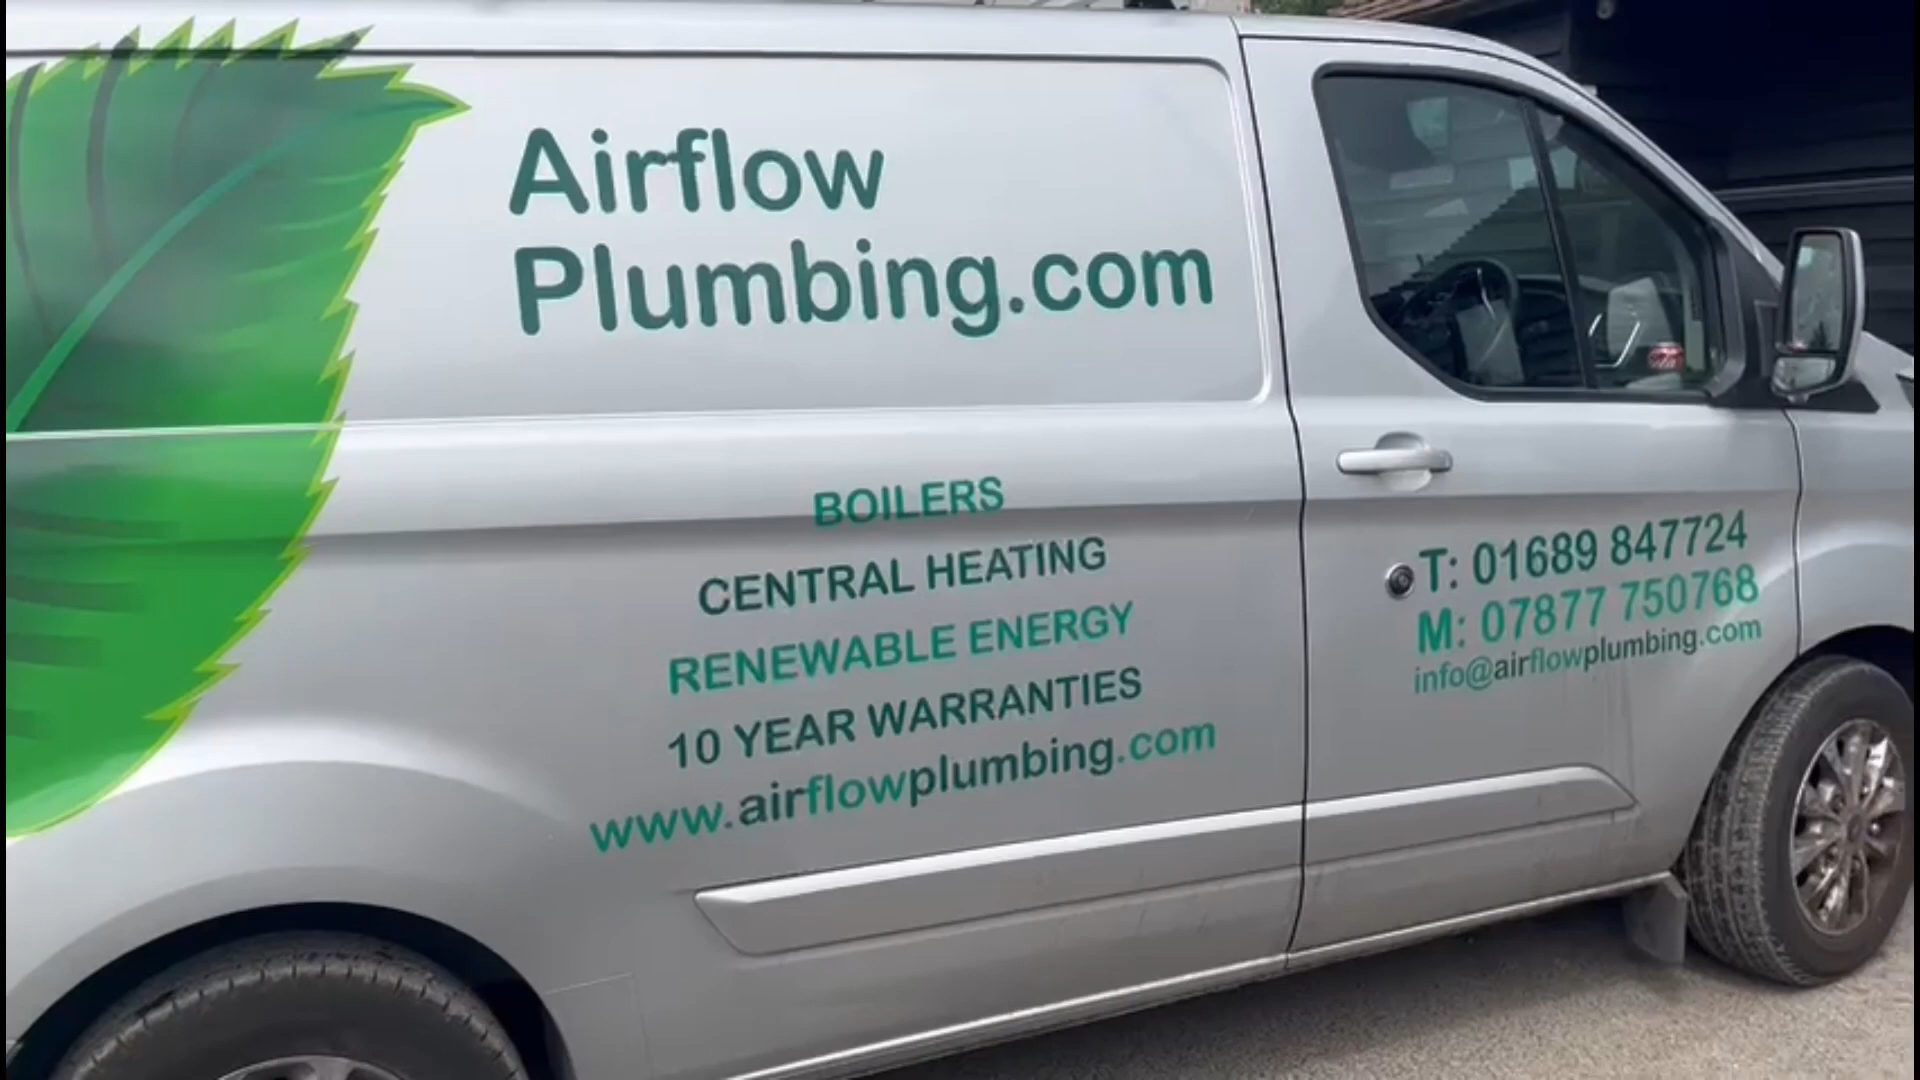 Airflow
Plumbing.com
BOILERS
CENTRAL HEATING
RENEWABLE ENERGY
10 YEAR WARRANTIES
www.airflowplumbing.com
T: 01689 847724
M: 07877 750768
info@airflowplumbing.com